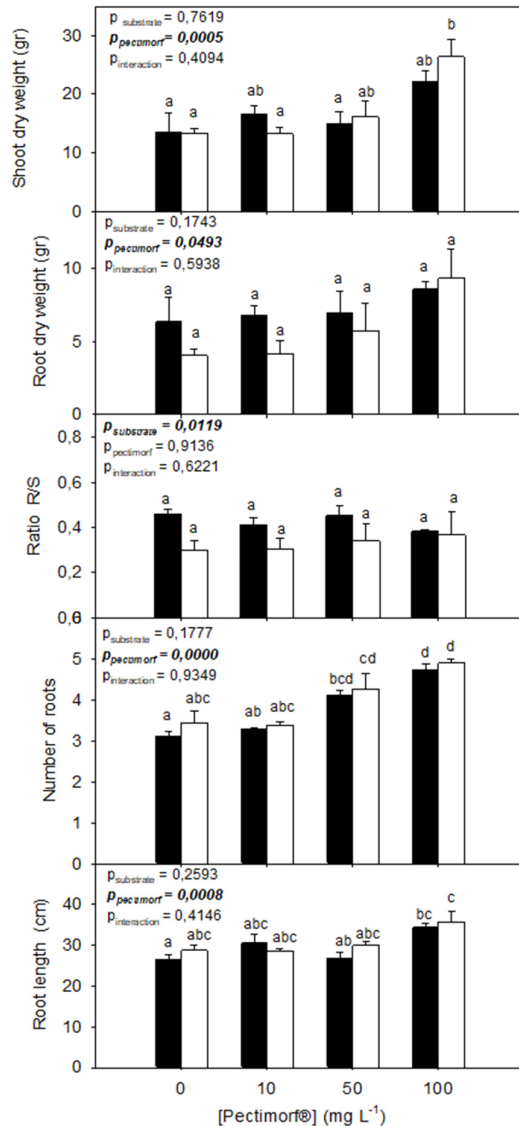 p substrate = 0,7619
p pectimorf = 0,0005
p interaction = 0,4094
Shoot dry weight (gr)
30
20
10
0
a a ab a a ab ab b
p substrate = 0,1743
p pectimorf = 0,0493
p interaction = 0,5938
Root dry weight (gr)
10
5
0
a a a a a a a a
p substrate = 0,0119
p pectimorf = 0,9136
p interaction = 0,6221
Ratio R/S
0,8
0,6
0,4
0,2
a a a a a a a a
p substrate = 0,1777
p pectimorf = 0,0000
p interaction = 0,9349
Number of roots
5
4
3
2
1
0
a abc ab abc bcd cd d d
p substrate = 0,2593
p pectimorf = 0,0008
p interaction = 0,4146
Root length (cm)
40
30
20
10
0
a abc abc abc ab abc bc c
0 10 50 100
[Pectimorf®] (mg L-1)